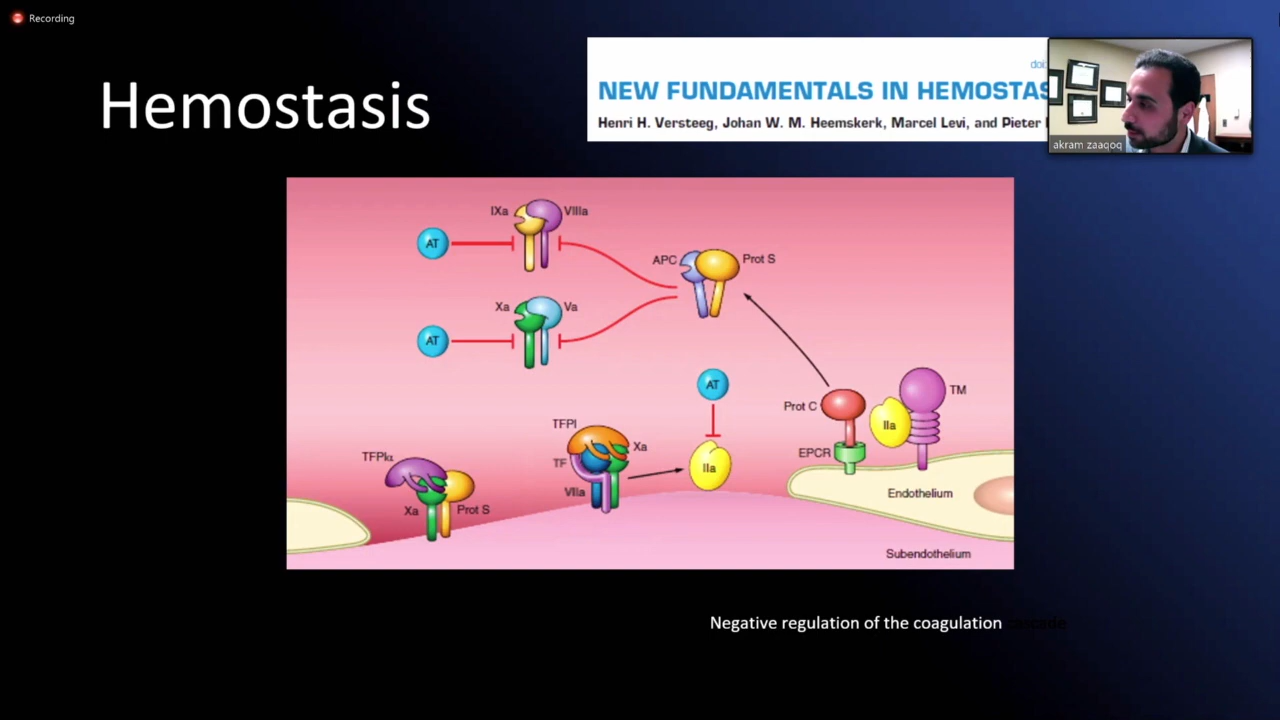 Recording
doi:
Hemostasis
NEW FUNDAMENTALS IN HEMOSTAS
Henri H. Versteeg, Johan W. M. Heemskerk, Marcel Levi, and Pieter
akram zaaqoq
IXa
VIIIa
AT
APC
Prot S
Xa
Va
AT
AT
TM
Prot C
IIa
TFPI
Xa
EPCR
TFPIα
TF
IIa
VIIa
Endothelium
Xa
Prot S
Subendothelium
Negative regulation of the coagulation cascade